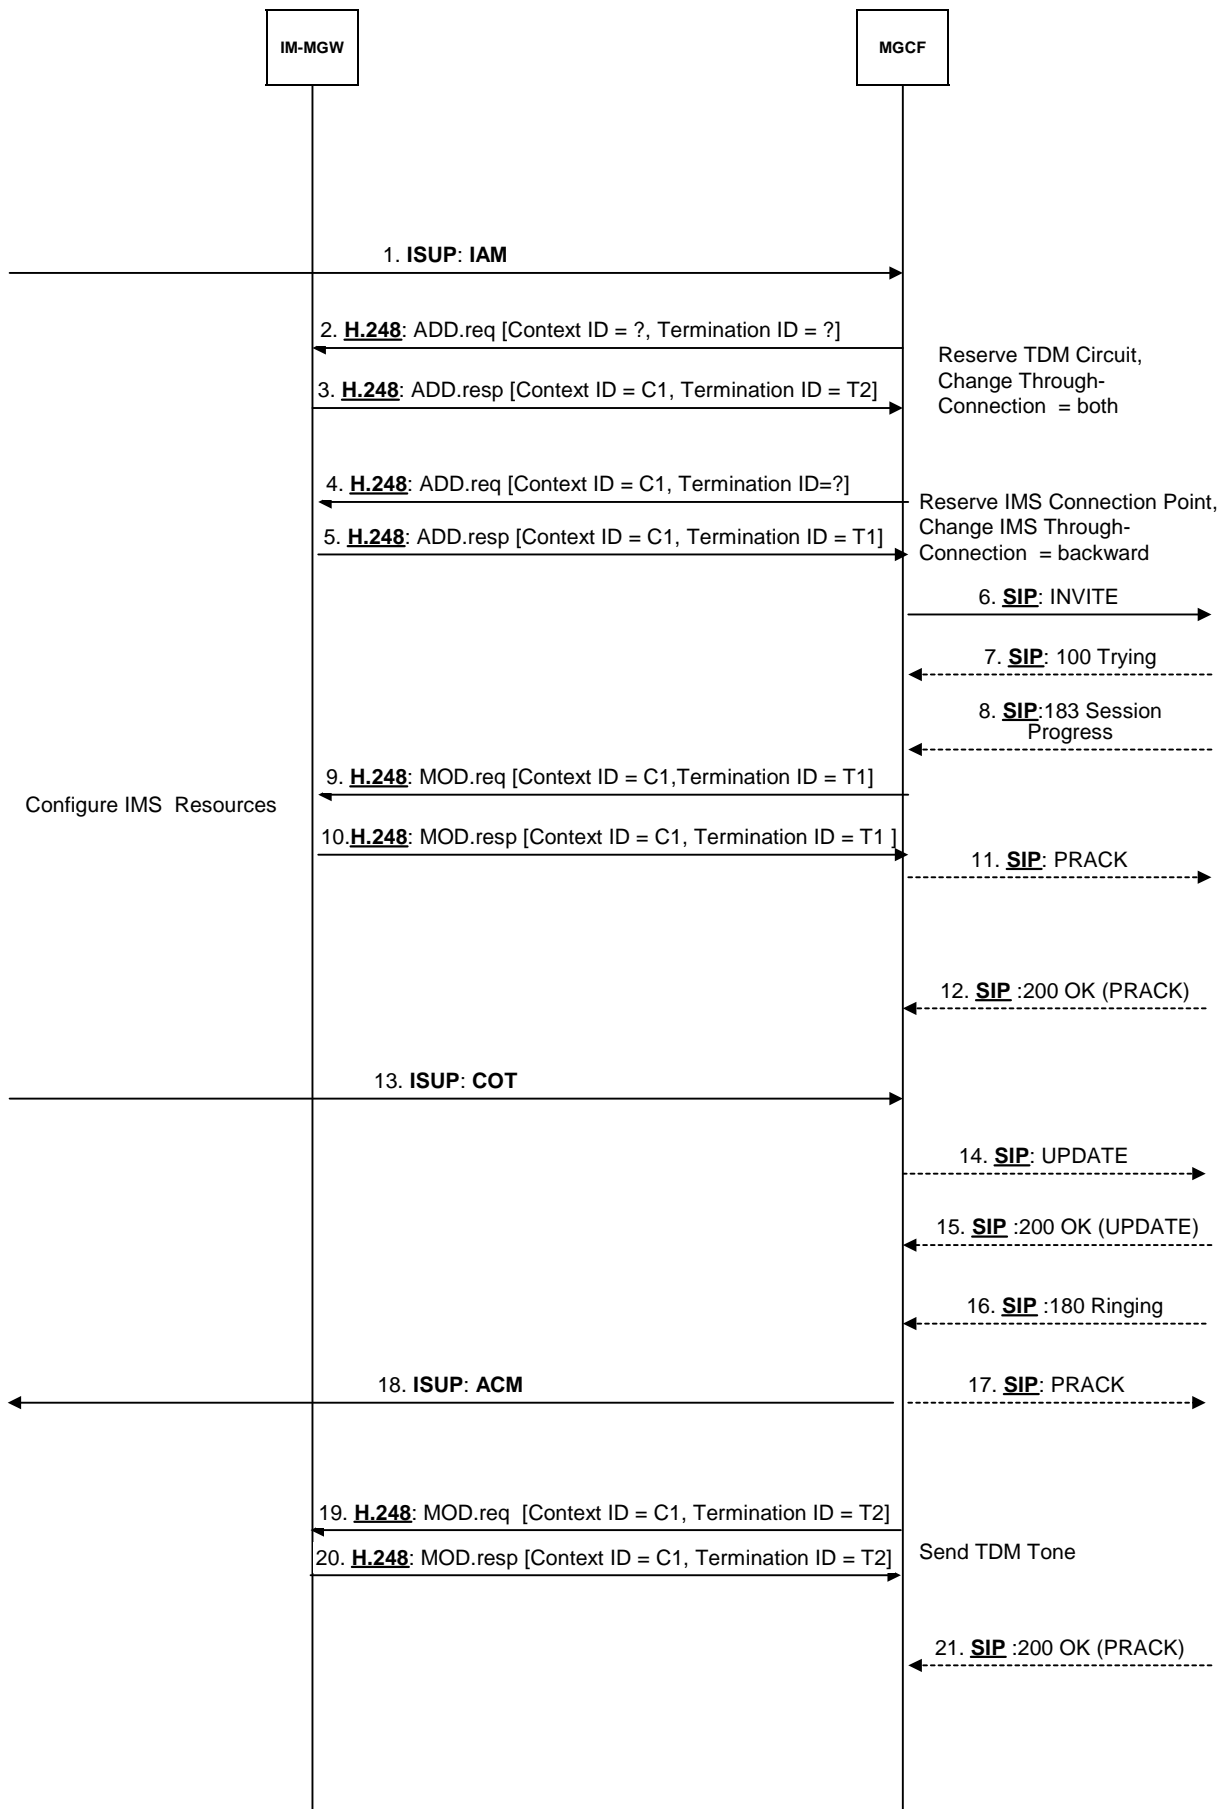 IM-MGW
MGCF
1. ISUP: IAM
2. H.248: ADD.req [Context ID = ?, Termination ID = ?]
Reserve TDM Circuit,
Change Through-
Connection = both
3. H.248: ADD.resp [Context ID = C1, Termination ID = T2]
4. H.248: ADD.req [Context ID = C1, Termination ID=?]
Reserve IMS Connection Point,
Change IMS Through-
Connection = backward
5. H.248: ADD.resp [Context ID = C1, Termination ID = T1]
6. SIP: INVITE
7. SIP: 100 Trying
8. SIP:183 Session
Progress
9. H.248: MOD.req [Context ID = C1,Termination ID = T1]
Configure IMS Resources
10.H.248: MOD.resp [Context ID = C1, Termination ID = T1 ]
11. SIP: PRACK
12. SIP :200 OK (PRACK)
13. ISUP: COT
14. SIP: UPDATE
15. SIP :200 OK (UPDATE)
16. SIP :180 Ringing
18. ISUP: ACM
17. SIP: PRACK
19. H.248: MOD.req [Context ID = C1, Termination ID = T2]
Send TDM Tone
20. H.248: MOD.resp [Context ID = C1, Termination ID = T2]
21. SIP :200 OK (PRACK)